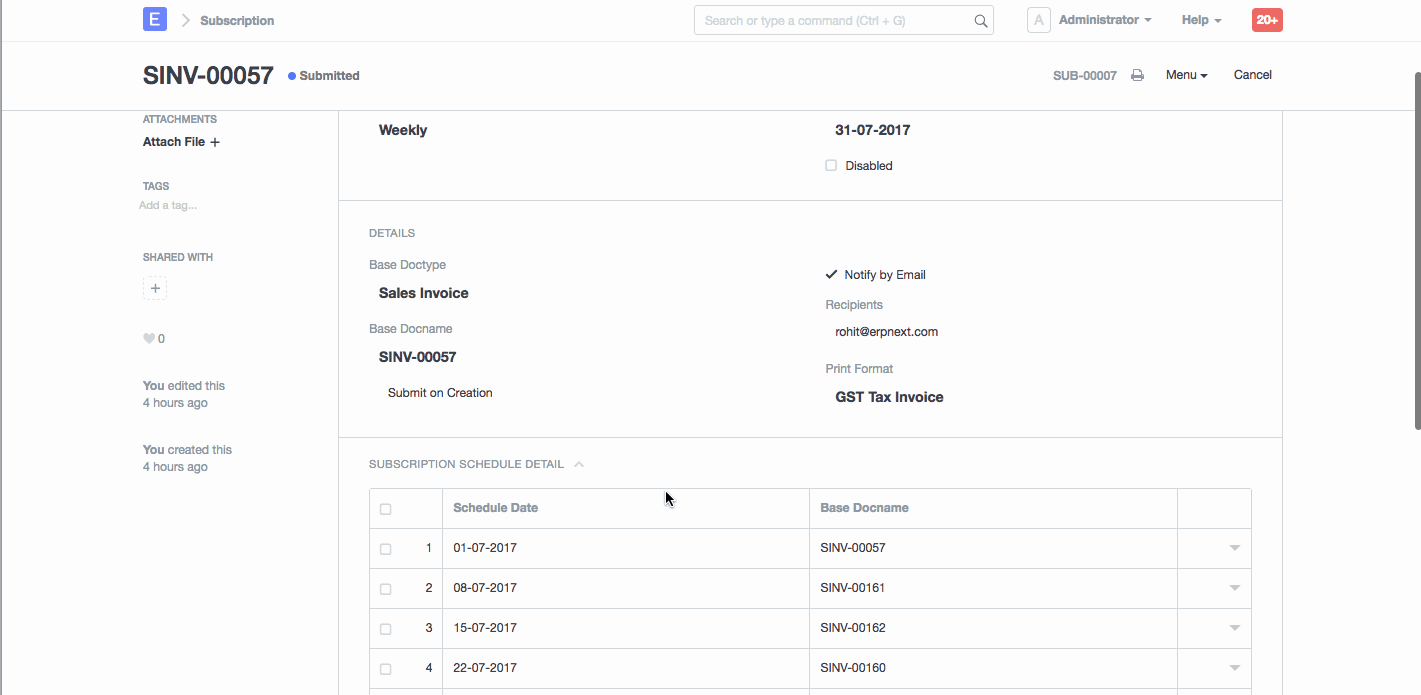 E
Subscription
Search or type a command (Ctrl + G)
A
Administrator
Help
20+
SINV-00057
Submitted
SUB-00007
Menu
Cancel
ATTACHMENTS
Attach File +
TAGS
Add a tag...
SHARED WITH
+
0
You edited this
4 hours ago
You created this
4 hours ago
Weekly
31-07-2017
Disabled
DETAILS
Base Doctype
Sales Invoice
Base Docname
SINV-00057
Submit on Creation
Notify by Email
Recipients
rohit@erpnext.com
Print Format
GST Tax Invoice
SUBSCRIPTION SCHEDULE DETAIL
Schedule Date Base Docname
1 01-07-2017 SINV-00057
2 08-07-2017 SINV-00161
3 15-07-2017 SINV-00162
4 22-07-2017 SINV-00160